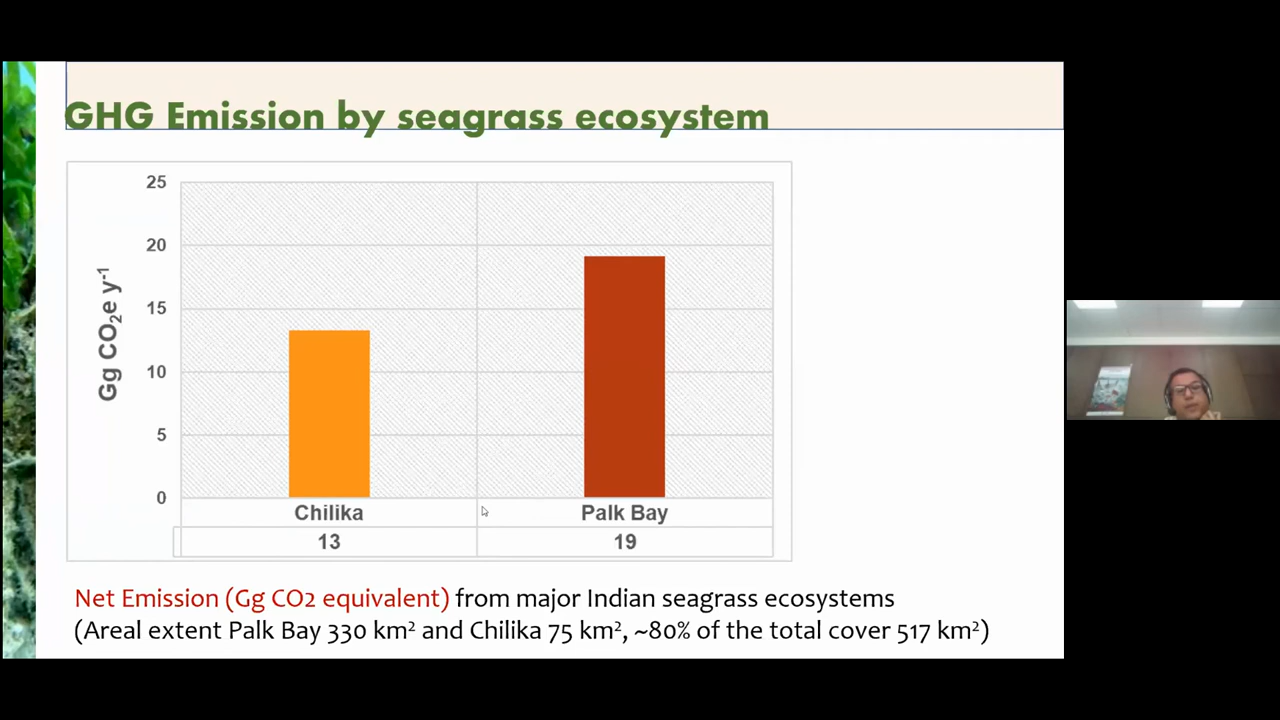 GHG Emission by seagrass ecosystem
25
20
15
10
5
0
Gg CO₂e y⁻¹
Chilika
Palk Bay
13
19
Net Emission (Gg CO2 equivalent) from major Indian seagrass ecosystems
(Areal extent Palk Bay 330 km² and Chilika 75 km², ~80% of the total cover 517 km²)